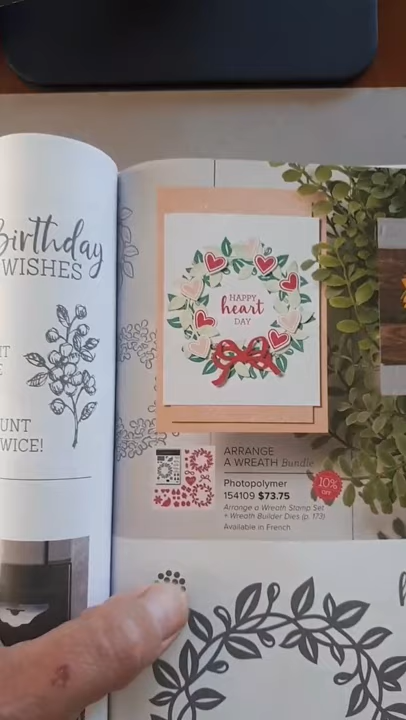 Birthday
WISHES
UNT
WICE!
HAPPY
heart
DAY
ARRANGE
A WREATH Bundle
Photopolymer
154109 $73.75
Arrange a Wreath Stamp Set
+ Wreath Builder Dies (p. 173)
Available in French
10%
OFF